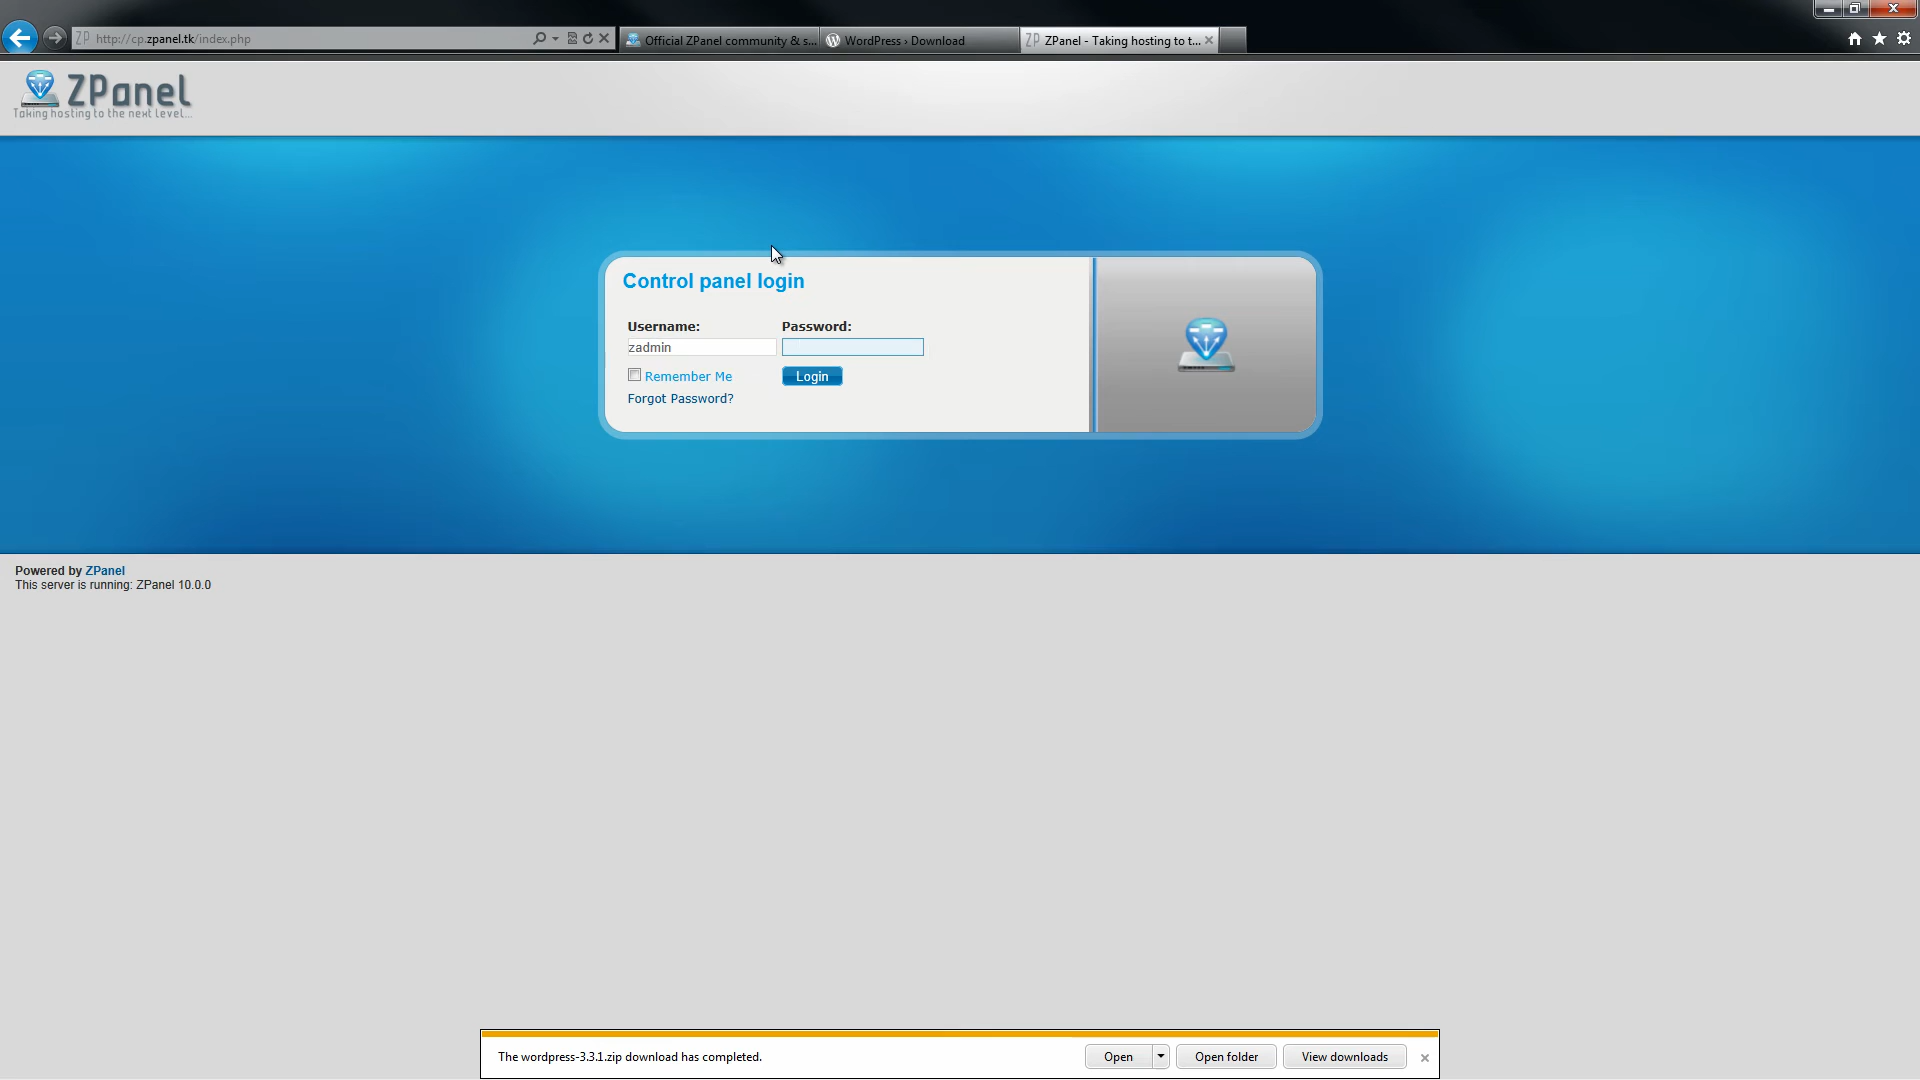 ZP http://cp.zpanel.tk/index.php
Official ZPanel community & s...
WordPress › Download
ZP ZPanel - Taking hosting to t...
ZPanel
Taking hosting to the next level...
Control panel login
Username:
Password:
zadmin
Remember Me
Login
Forgot Password?
Powered by ZPanel
This server is running: ZPanel 10.0.0
The wordpress-3.3.1.zip download has completed.
Open
Open folder
View downloads